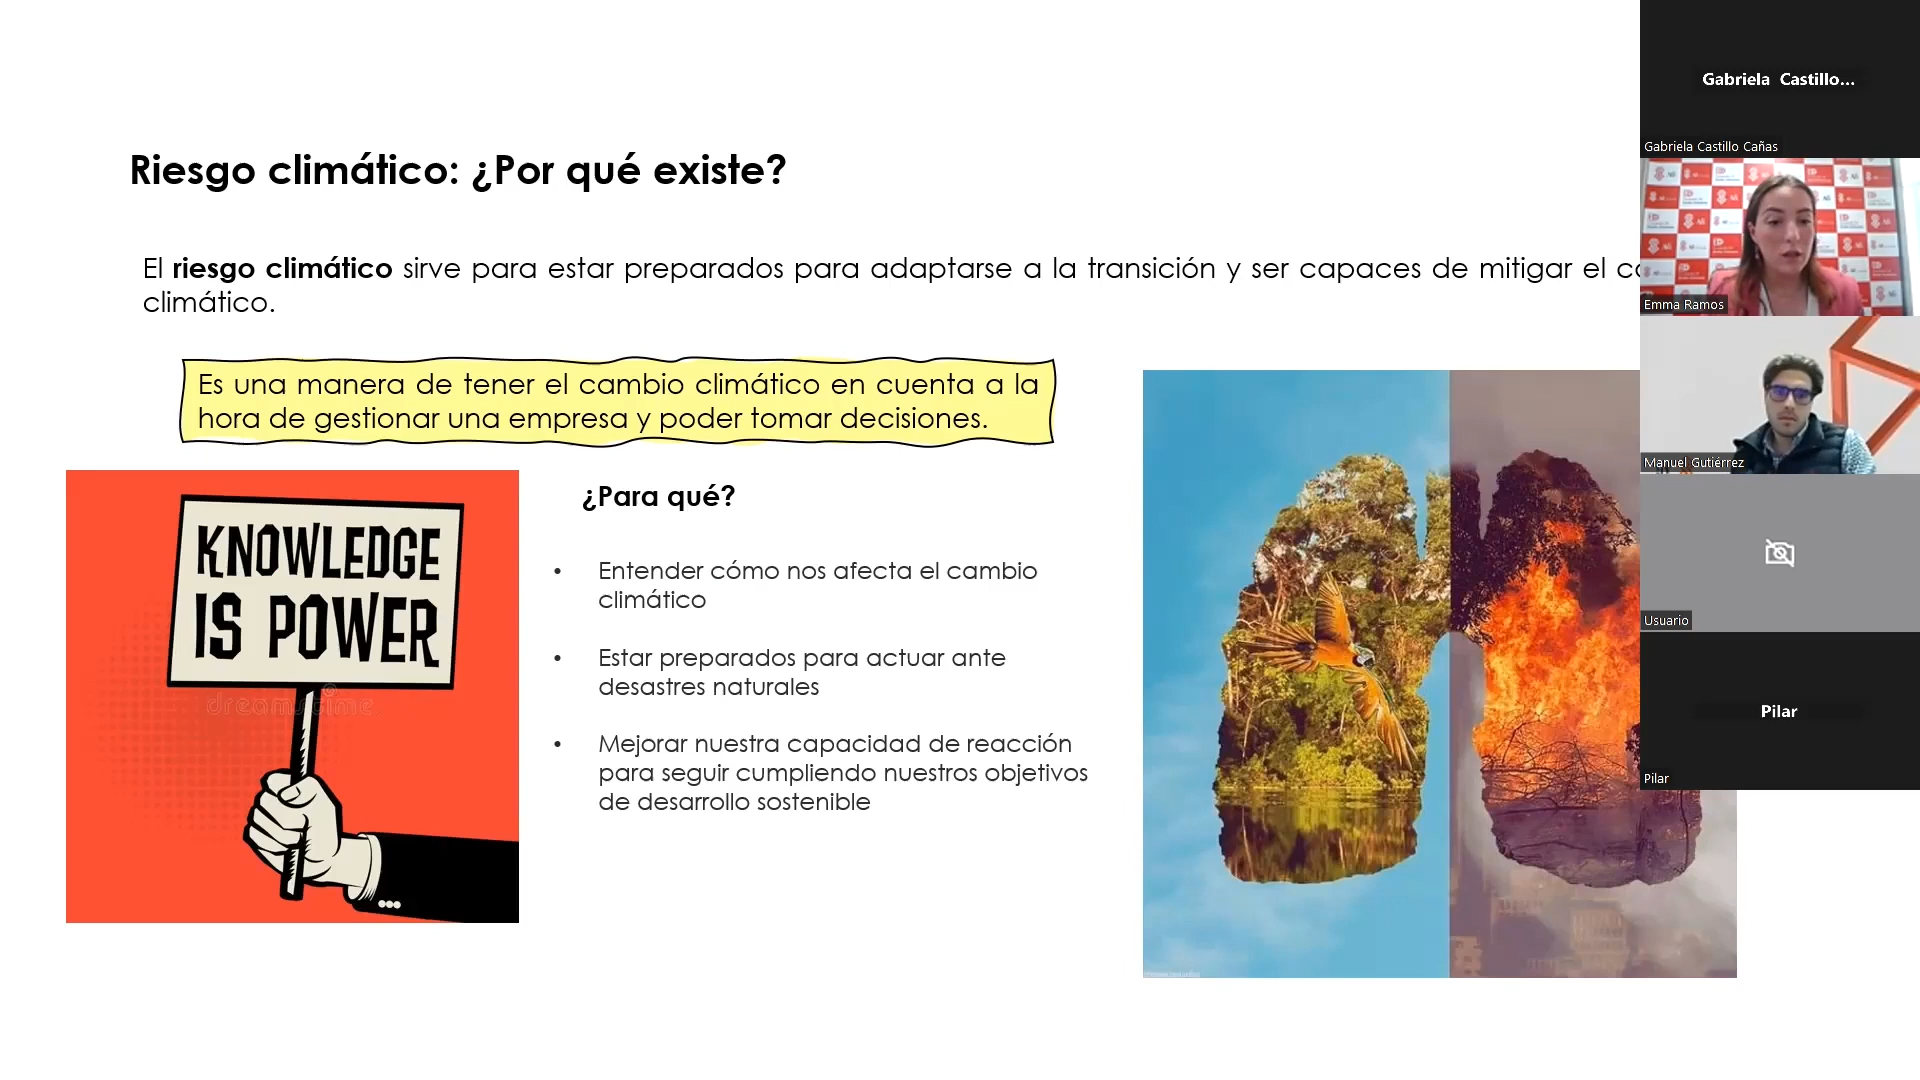 Riesgo climático: ¿Por qué existe?
El riesgo climático sirve para estar preparados para adaptarse a la transición y ser capaces de mitigar el
climático.
Es una manera de tener el cambio climático en cuenta a la
hora de gestionar una empresa y poder tomar decisiones.
KNOWLEDGE
IS POWER
dreamstime
¿Para qué?
• Entender cómo nos afecta el cambio
climático
• Estar preparados para actuar ante
desastres naturales
• Mejorar nuestra capacidad de reacción
para seguir cumpliendo nuestros objetivos
de desarrollo sostenible
Gabriela Castillo...
Gabriela Castillo Cañas
Emma Ramos
Manuel Gutiérrez
Usuario
Pilar
Pilar